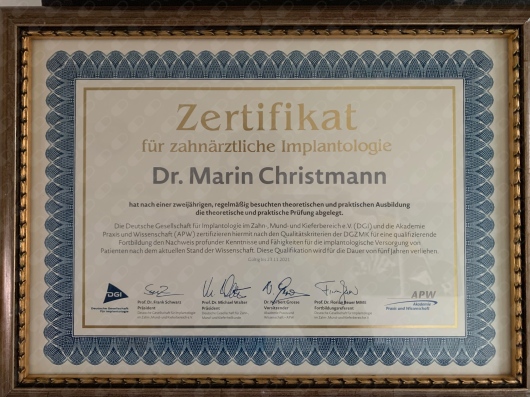 Zertifikat
für zahnärztliche Implantologie
Dr. Marin Christmann
hat nach einer zweijährigen, regelmäßig besuchten theoretischen und praktischen Ausbildung
die theoretische und praktische Prüfung abgelegt.
Die Deutsche Gesellschaft für Implantologie im Zahn-, Mund- und Kieferbereich e.V. (DGI) und die Akademie
Praxis und Wissenschaft (APW) zertifizieren hiermit nach den Qualitätskriterien der DGZMK für eine qualifizierende
Fortbildung den Nachweis profunder Kenntnisse und Fähigkeiten für die implantologische Versorgung von
Patienten nach dem aktuellen Stand der Wissenschaft. Diese Qualifikation wird für die Dauer von fünf Jahren verliehen.
DGI
Prof. Dr. Frank Schwarz
Präsident
Prof. Dr. Michael
Präsident
Dr. Norbert Grosse
Vorsitzender
Prof. Dr. Florian Beuer MME
Fortbildungsreferent
APW
Akademie
Praxis und Wissenschaft